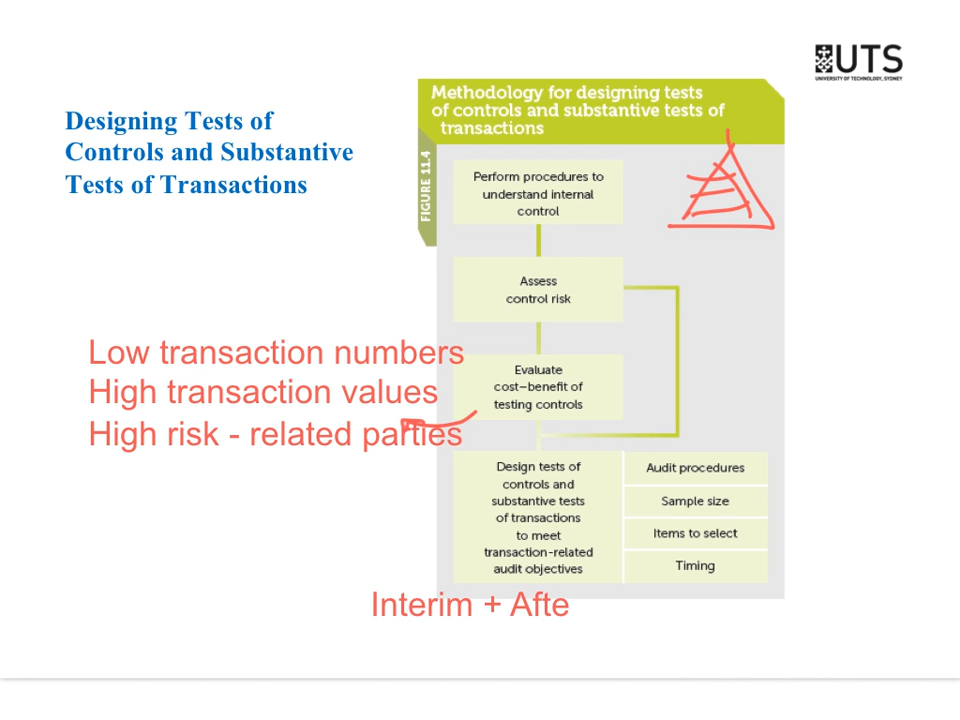 UTS
UNIVERSITY OF TECHNOLOGY, SYDNEY
Designing Tests of
Controls and Substantive
Tests of Transactions
Methodology for designing tests
of controls and substantive tests of
transactions
FIGURE 11.4
Perform procedures to
understand internal
control
Assess
control risk
Low transaction numbers
High transaction values
High risk - related parties
Evaluate
cost–benefit of
testing controls
Design tests of
controls and
substantive tests
of transactions
to meet
transaction-related
audit objectives
Audit procedures
Sample size
Items to select
Timing
Interim + Afte